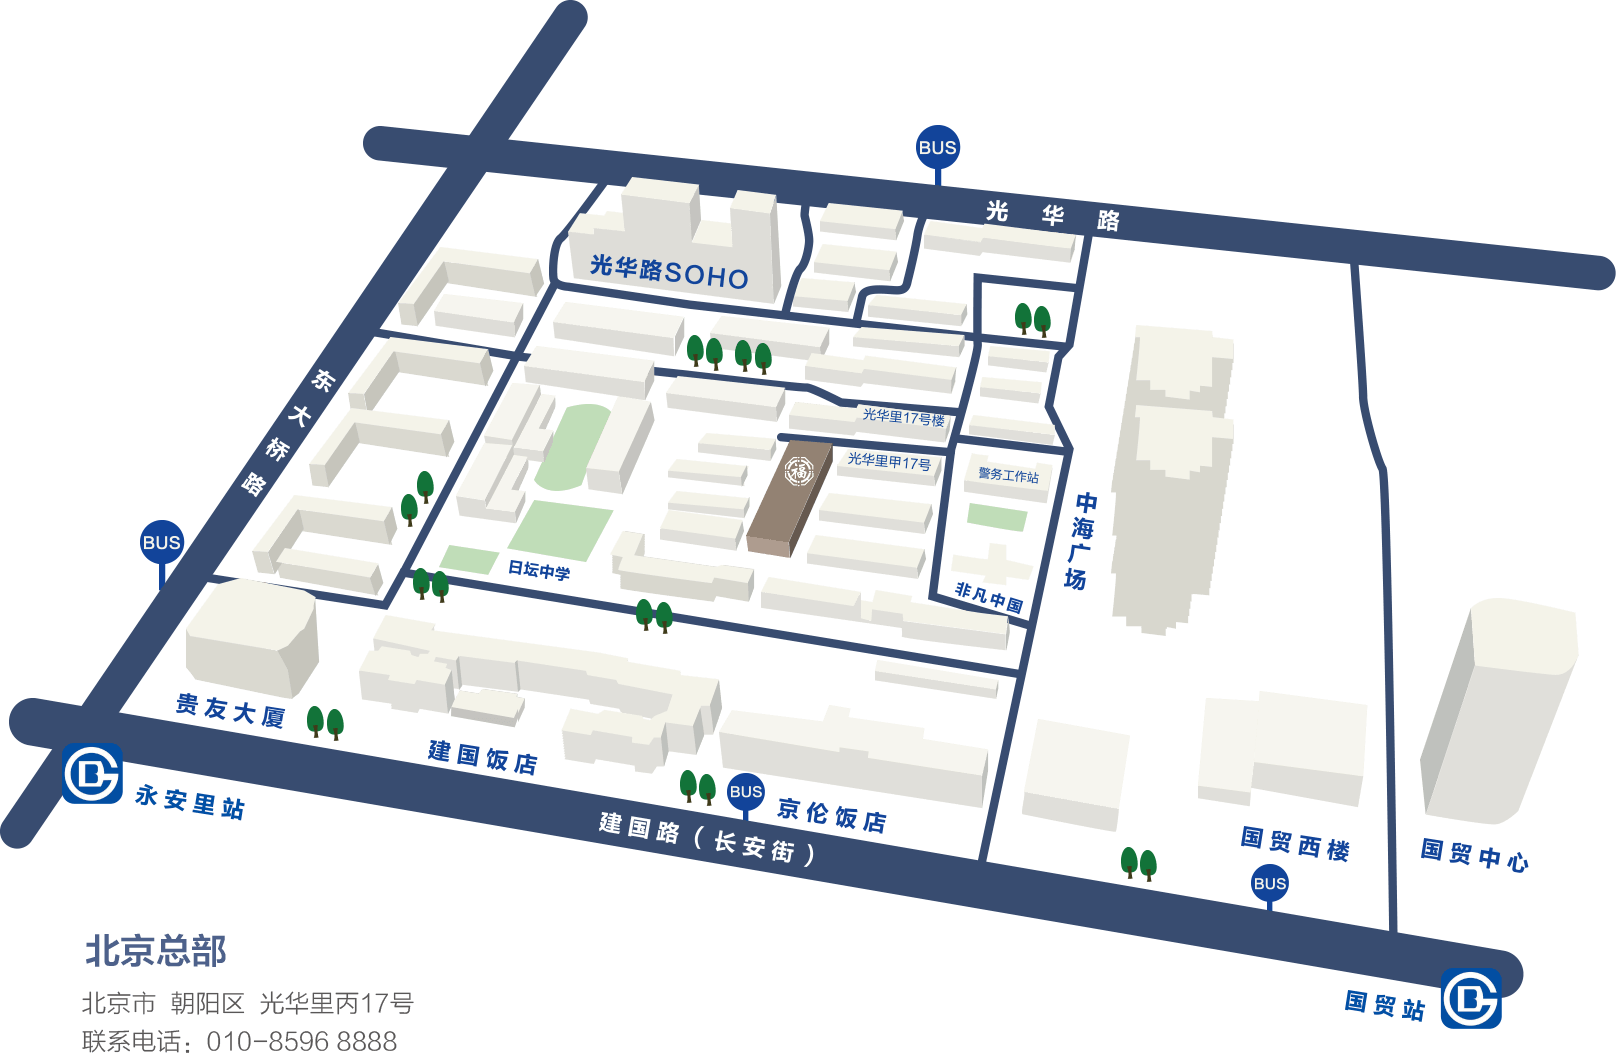 BUS
光华路
光华路SOHO
东大桥路
光华里17号楼
福
光华里甲17号
警务工作站
中海广场
BUS
日坛中学
非凡中国
贵友大厦
建国饭店
BUS
京伦饭店
永安里站
建国路（长安街）
国贸西楼
国贸中心
BUS
北京总部
北京市 朝阳区 光华里丙17号
国贸站
联系电话：010-8596 8888